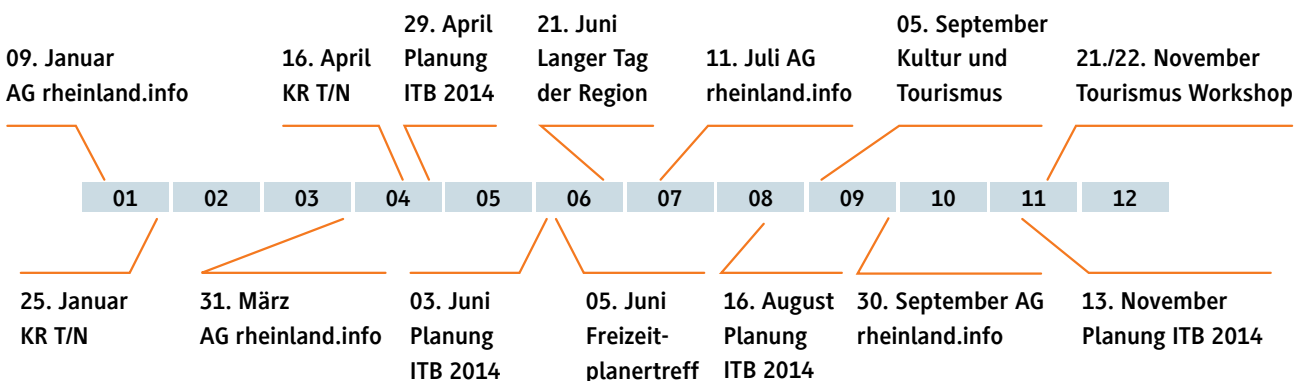 09. Januar
AG rheinland.info
16. April
KR T/N
29. April
Planung
ITB 2014
21. Juni
Langer Tag
der Region
11. Juli AG
rheinland.info
05. September
Kultur und
Tourismus
21./22. November
Tourismus Workshop
01 02 03 04 05 06 07 08 09 10 11 12
25. Januar
KR T/N
31. März
AG rheinland.info
03. Juni
Planung
ITB 2014
05. Juni
Freizeit-
planertreff
16. August
Planung
ITB 2014
30. September AG
rheinland.info
13. November
Planung ITB 2014